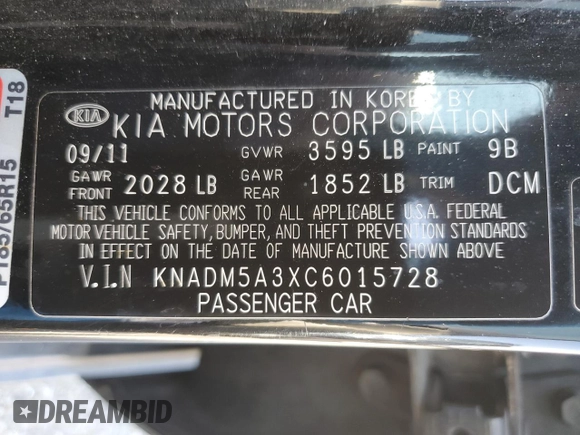 MANUFACTURED IN KOREA BY
KIA KIA MOTORS CORPORATION
09/11 GVWR 3595 LB PAINT 9B
GAWR FRONT 2028 LB GAWR REAR 1852 LB TRIM DCM
THIS VEHICLE CONFORMS TO ALL APPLICABLE U.S.A. FEDERAL
MOTOR VEHICLE SAFETY, BUMPER, AND THEFT PREVENTION STANDARDS
IN EFFECT ON THE DATE OF MANUFACTURE SHOWN ABOVE
V.I.N KNADM5A3XC6015728
PASSENGER CAR
P185/65R15 T18
DREAMBID